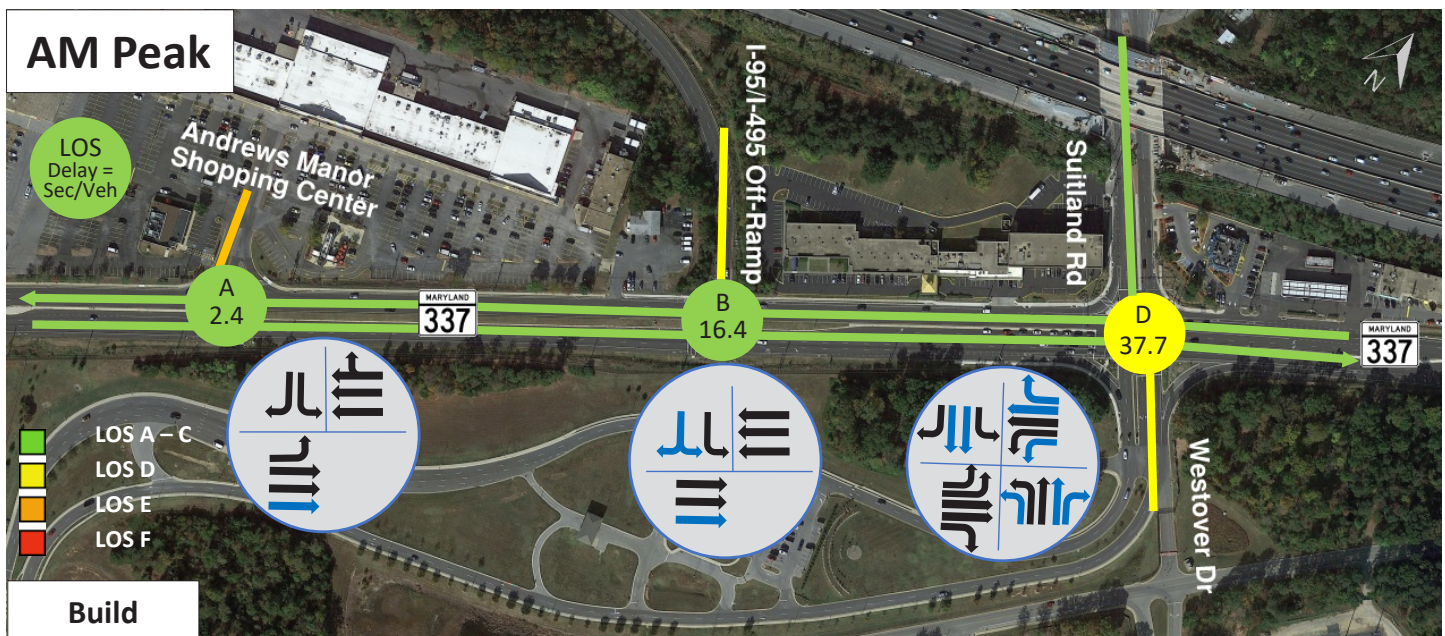 AM Peak
LOS
Delay =
Sec/Veh
Andrews Manor
Shopping Center
I-95/I-495 Off-Ramp
Suitland Rd
N
A
2.4
MARYLAND
337
B
16.4
D
37.7
MARYLAND
337
LOS A – C
LOS D
LOS E
LOS F
Westover Dr
Build